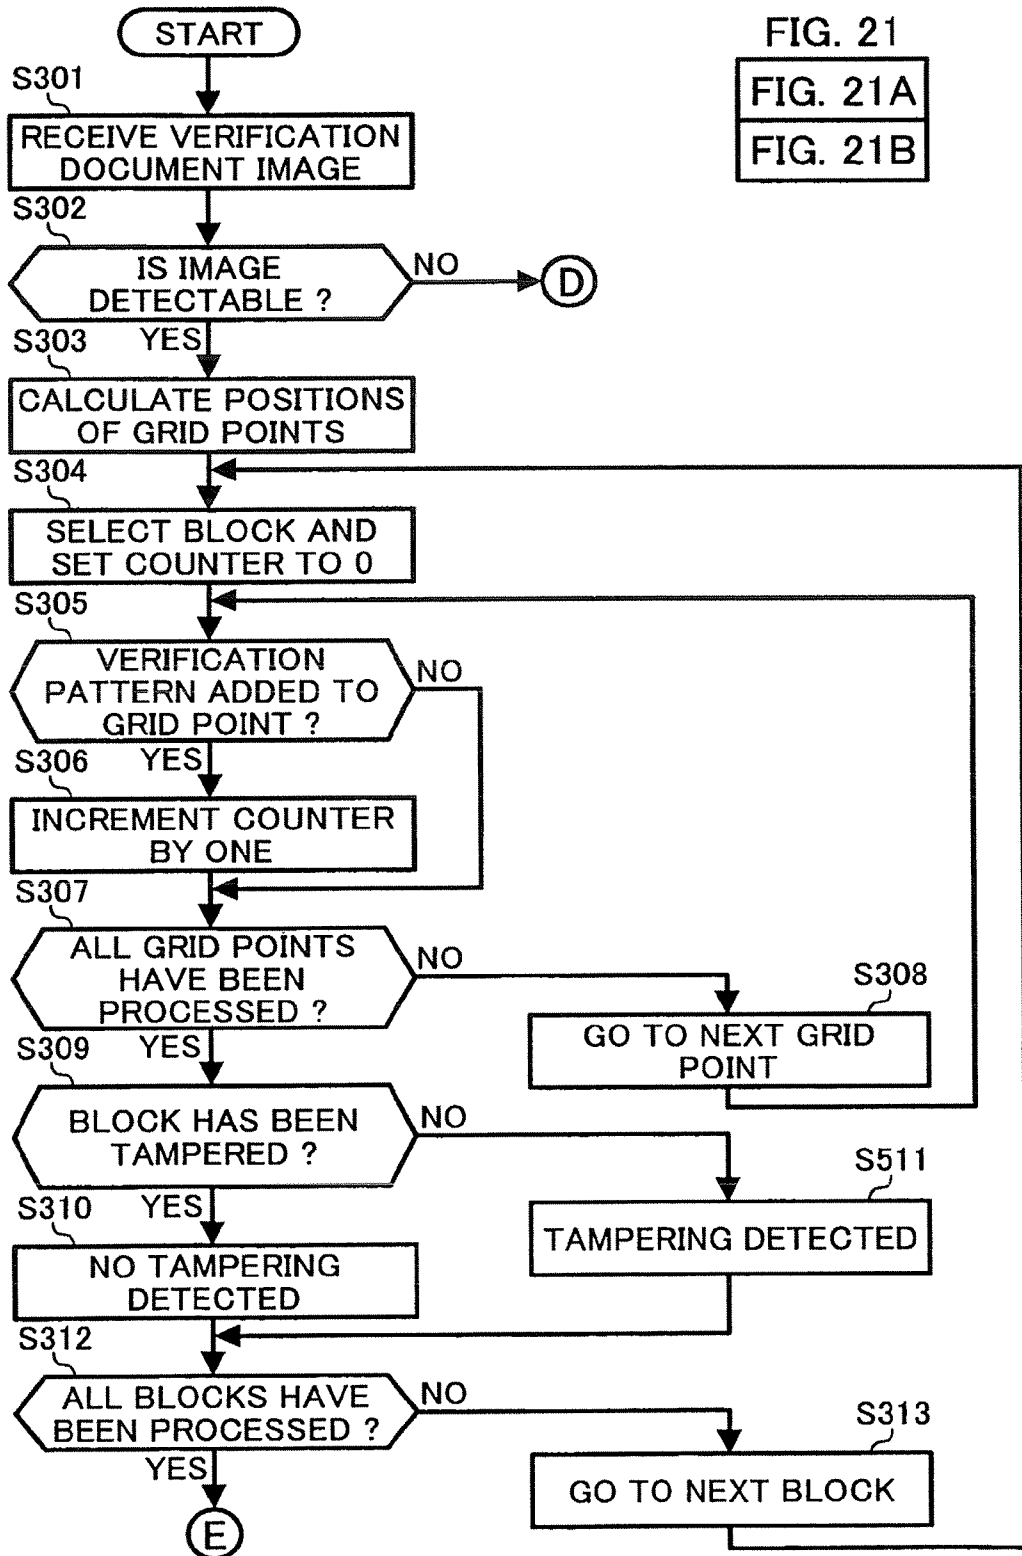 START
FIG. 21
FIG. 21A
FIG. 21B
S301
RECEIVE VERIFICATION
DOCUMENT IMAGE
S302
IS IMAGE
DETECTABLE ?
NO
D
YES
S303
CALCULATE POSITIONS
OF GRID POINTS
S304
SELECT BLOCK AND
SET COUNTER TO 0
S305
VERIFICATION
PATTERN ADDED TO
GRID POINT ?
NO
YES
S306
INCREMENT COUNTER
BY ONE
S307
ALL GRID POINTS
HAVE BEEN
PROCESSED ?
NO
S308
GO TO NEXT GRID
POINT
YES
S309
BLOCK HAS BEEN
TAMPERED ?
NO
S511
TAMPERING DETECTED
YES
S310
NO TAMPERING
DETECTED
S312
ALL BLOCKS HAVE
BEEN PROCESSED ?
NO
S313
GO TO NEXT BLOCK
YES
E